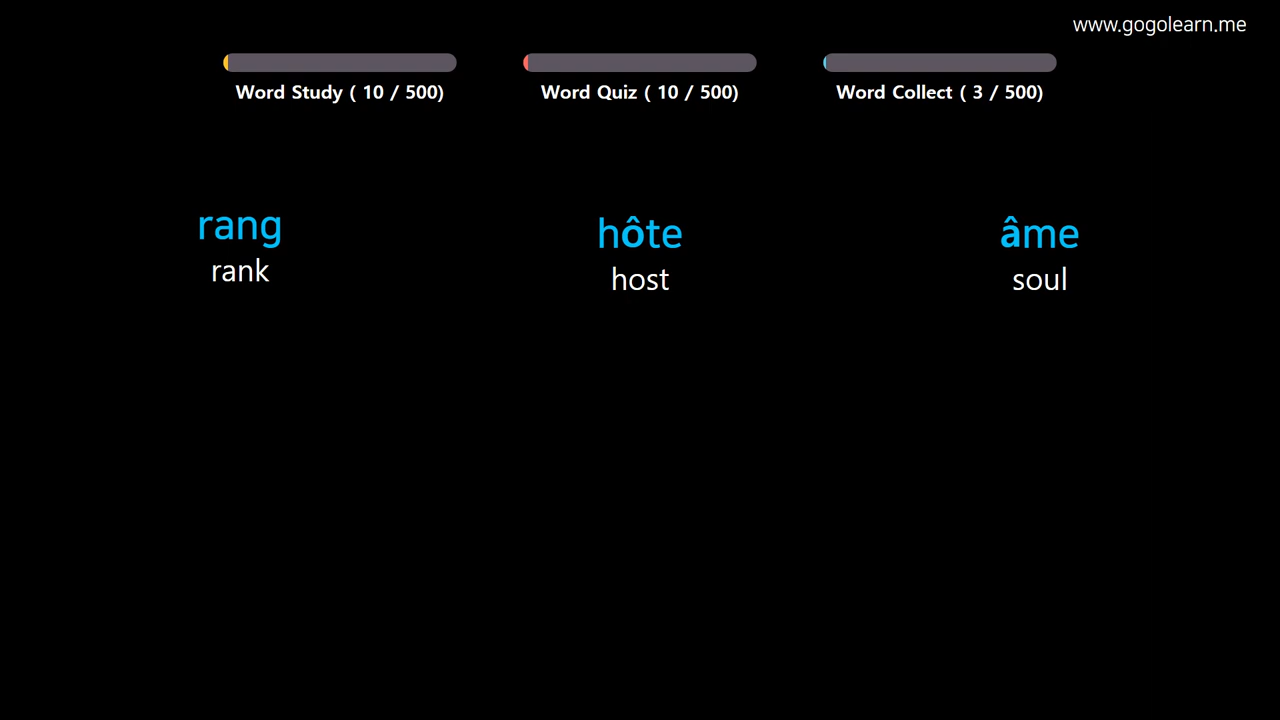 www.gogolearn.me
Word Study ( 10 / 500)
Word Quiz ( 10 / 500)
Word Collect ( 3 / 500)
rang
rank
hôte
host
âme
soul